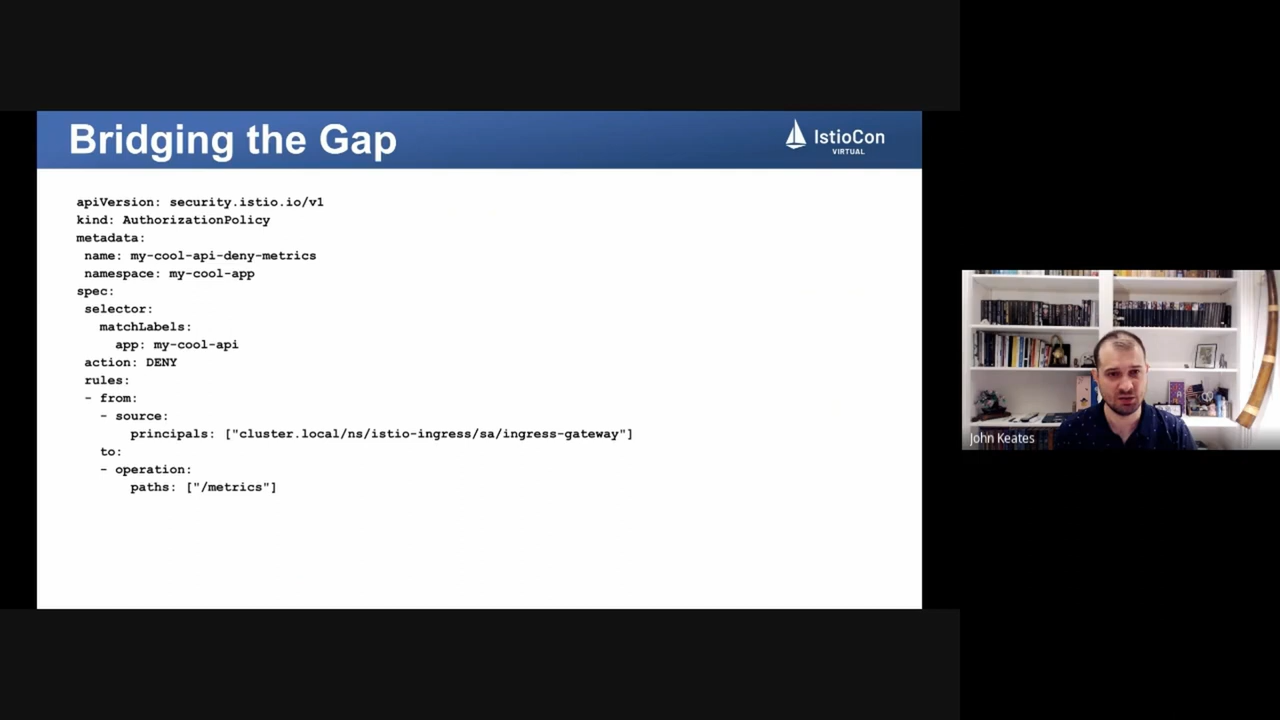 Bridging the Gap
IstioCon
VIRTUAL
apiVersion: security.istio.io/v1
kind: AuthorizationPolicy
metadata:
 name: my-cool-api-deny-metrics
 namespace: my-cool-app
spec:
 selector:
   matchLabels:
     app: my-cool-api
 action: DENY
 rules:
 - from:
   - source:
       principals: ["cluster.local/ns/istio-ingress/sa/ingress-gateway"]
   to:
   - operation:
       paths: ["/metrics"]
John Keates